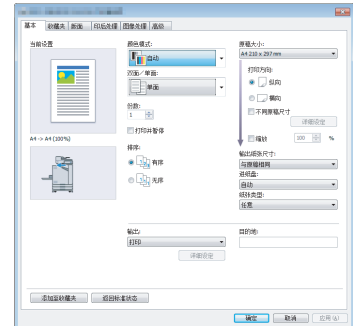 基本 收藏夹 版面 印后处理 图像处理 高级
当前设置
A4 -> A4 (100%)
颜色模式:
自动
双面/单面:
单面
份数:
1
打印并暂停
排序:
有序
无序
输出:
打印
详细设定
原稿大小:
A4 210 x 297 mm
打印方向:
纵向
横向
不同原稿尺寸
详细设定
缩放 100 %
输出纸张尺寸:
与原稿相同
进纸盘:
自动
纸张类型:
任意
目的地:
添加至收藏夹 返回标准状态
确定 取消 应用(A)